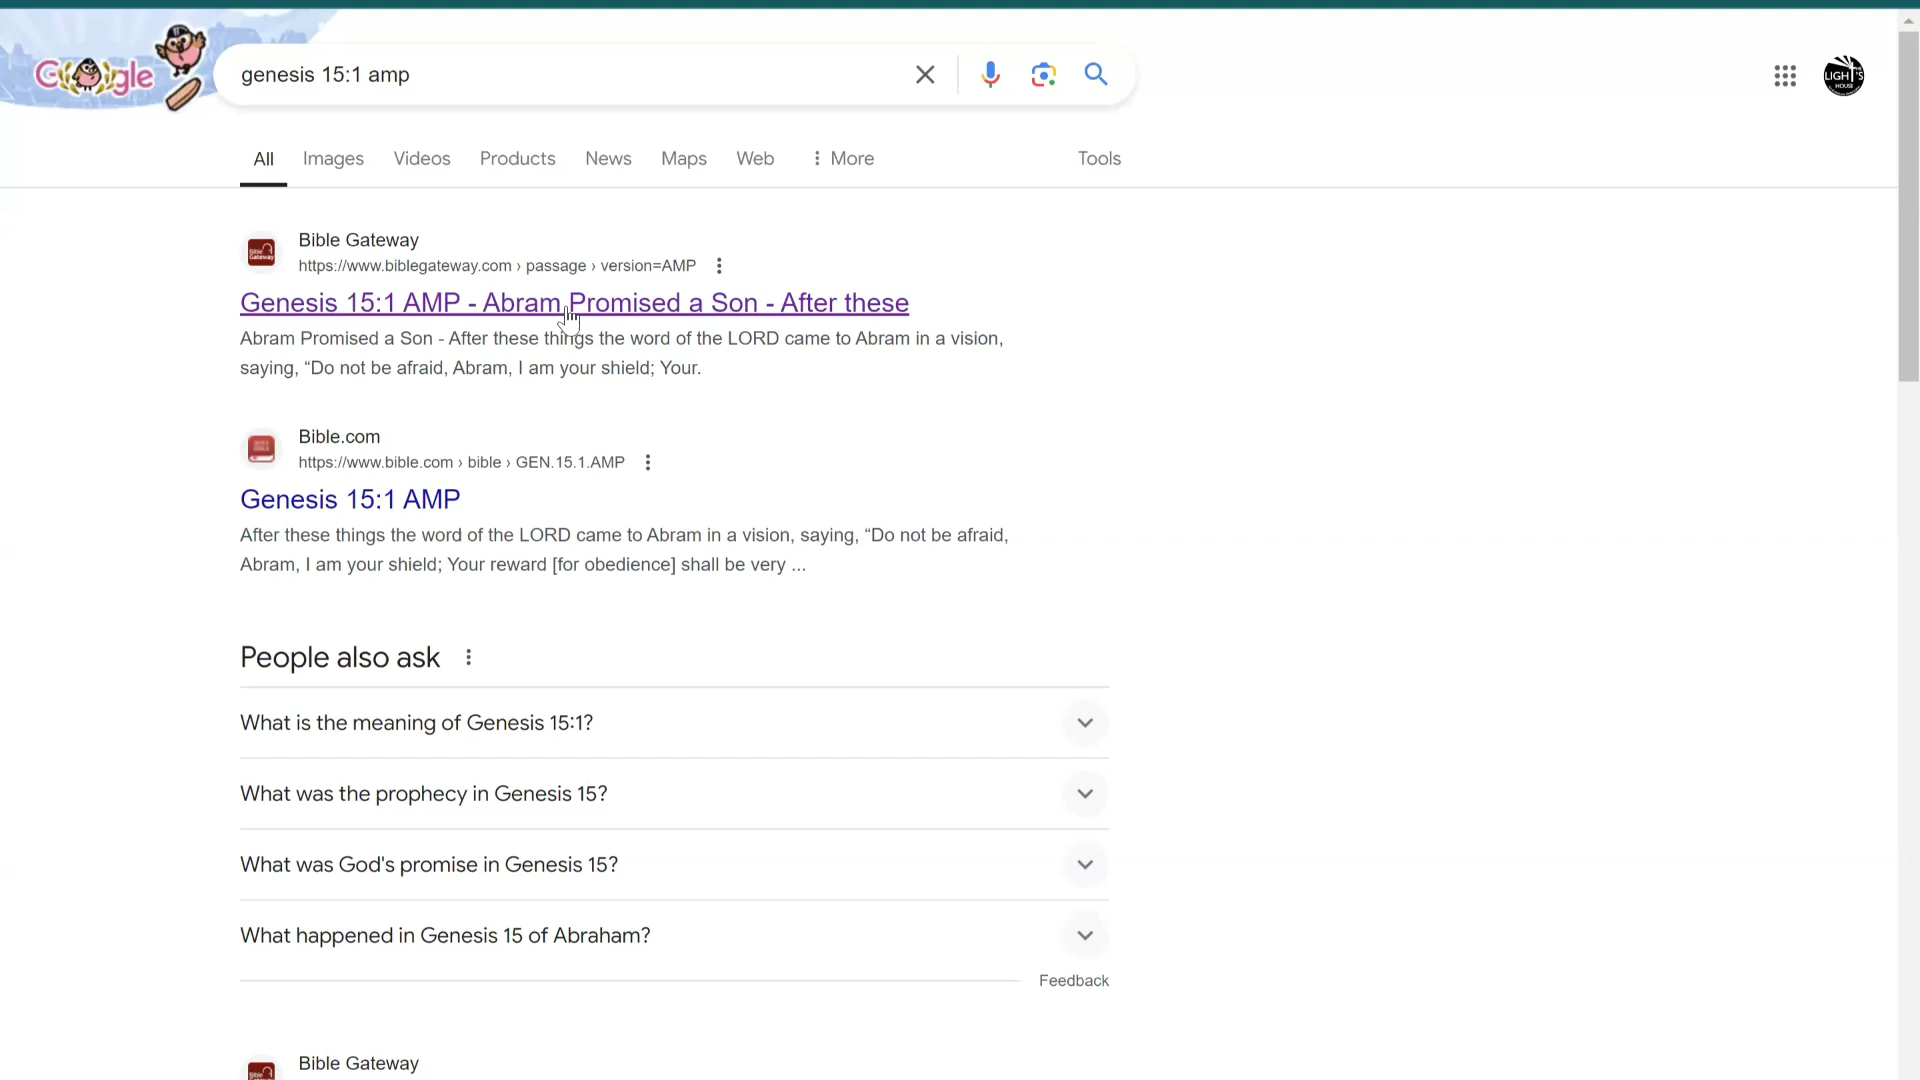 Google
genesis 15:1 amp
LIGHT'S
HOUSE
All Images Videos Products News Maps Web More Tools
Bible Gateway
https://www.biblegateway.com › passage › version=AMP
Genesis 15:1 AMP - Abram Promised a Son - After these
Abram Promised a Son - After these things the word of the LORD came to Abram in a vision,
saying, “Do not be afraid, Abram, I am your shield; Your.
Bible.com
https://www.bible.com › bible › GEN.15.1.AMP
Genesis 15:1 AMP
After these things the word of the LORD came to Abram in a vision, saying, “Do not be afraid,
Abram, I am your shield; Your reward [for obedience] shall be very ...
People also ask
What is the meaning of Genesis 15:1?
What was the prophecy in Genesis 15?
What was God's promise in Genesis 15?
What happened in Genesis 15 of Abraham?
Feedback
Bible Gateway